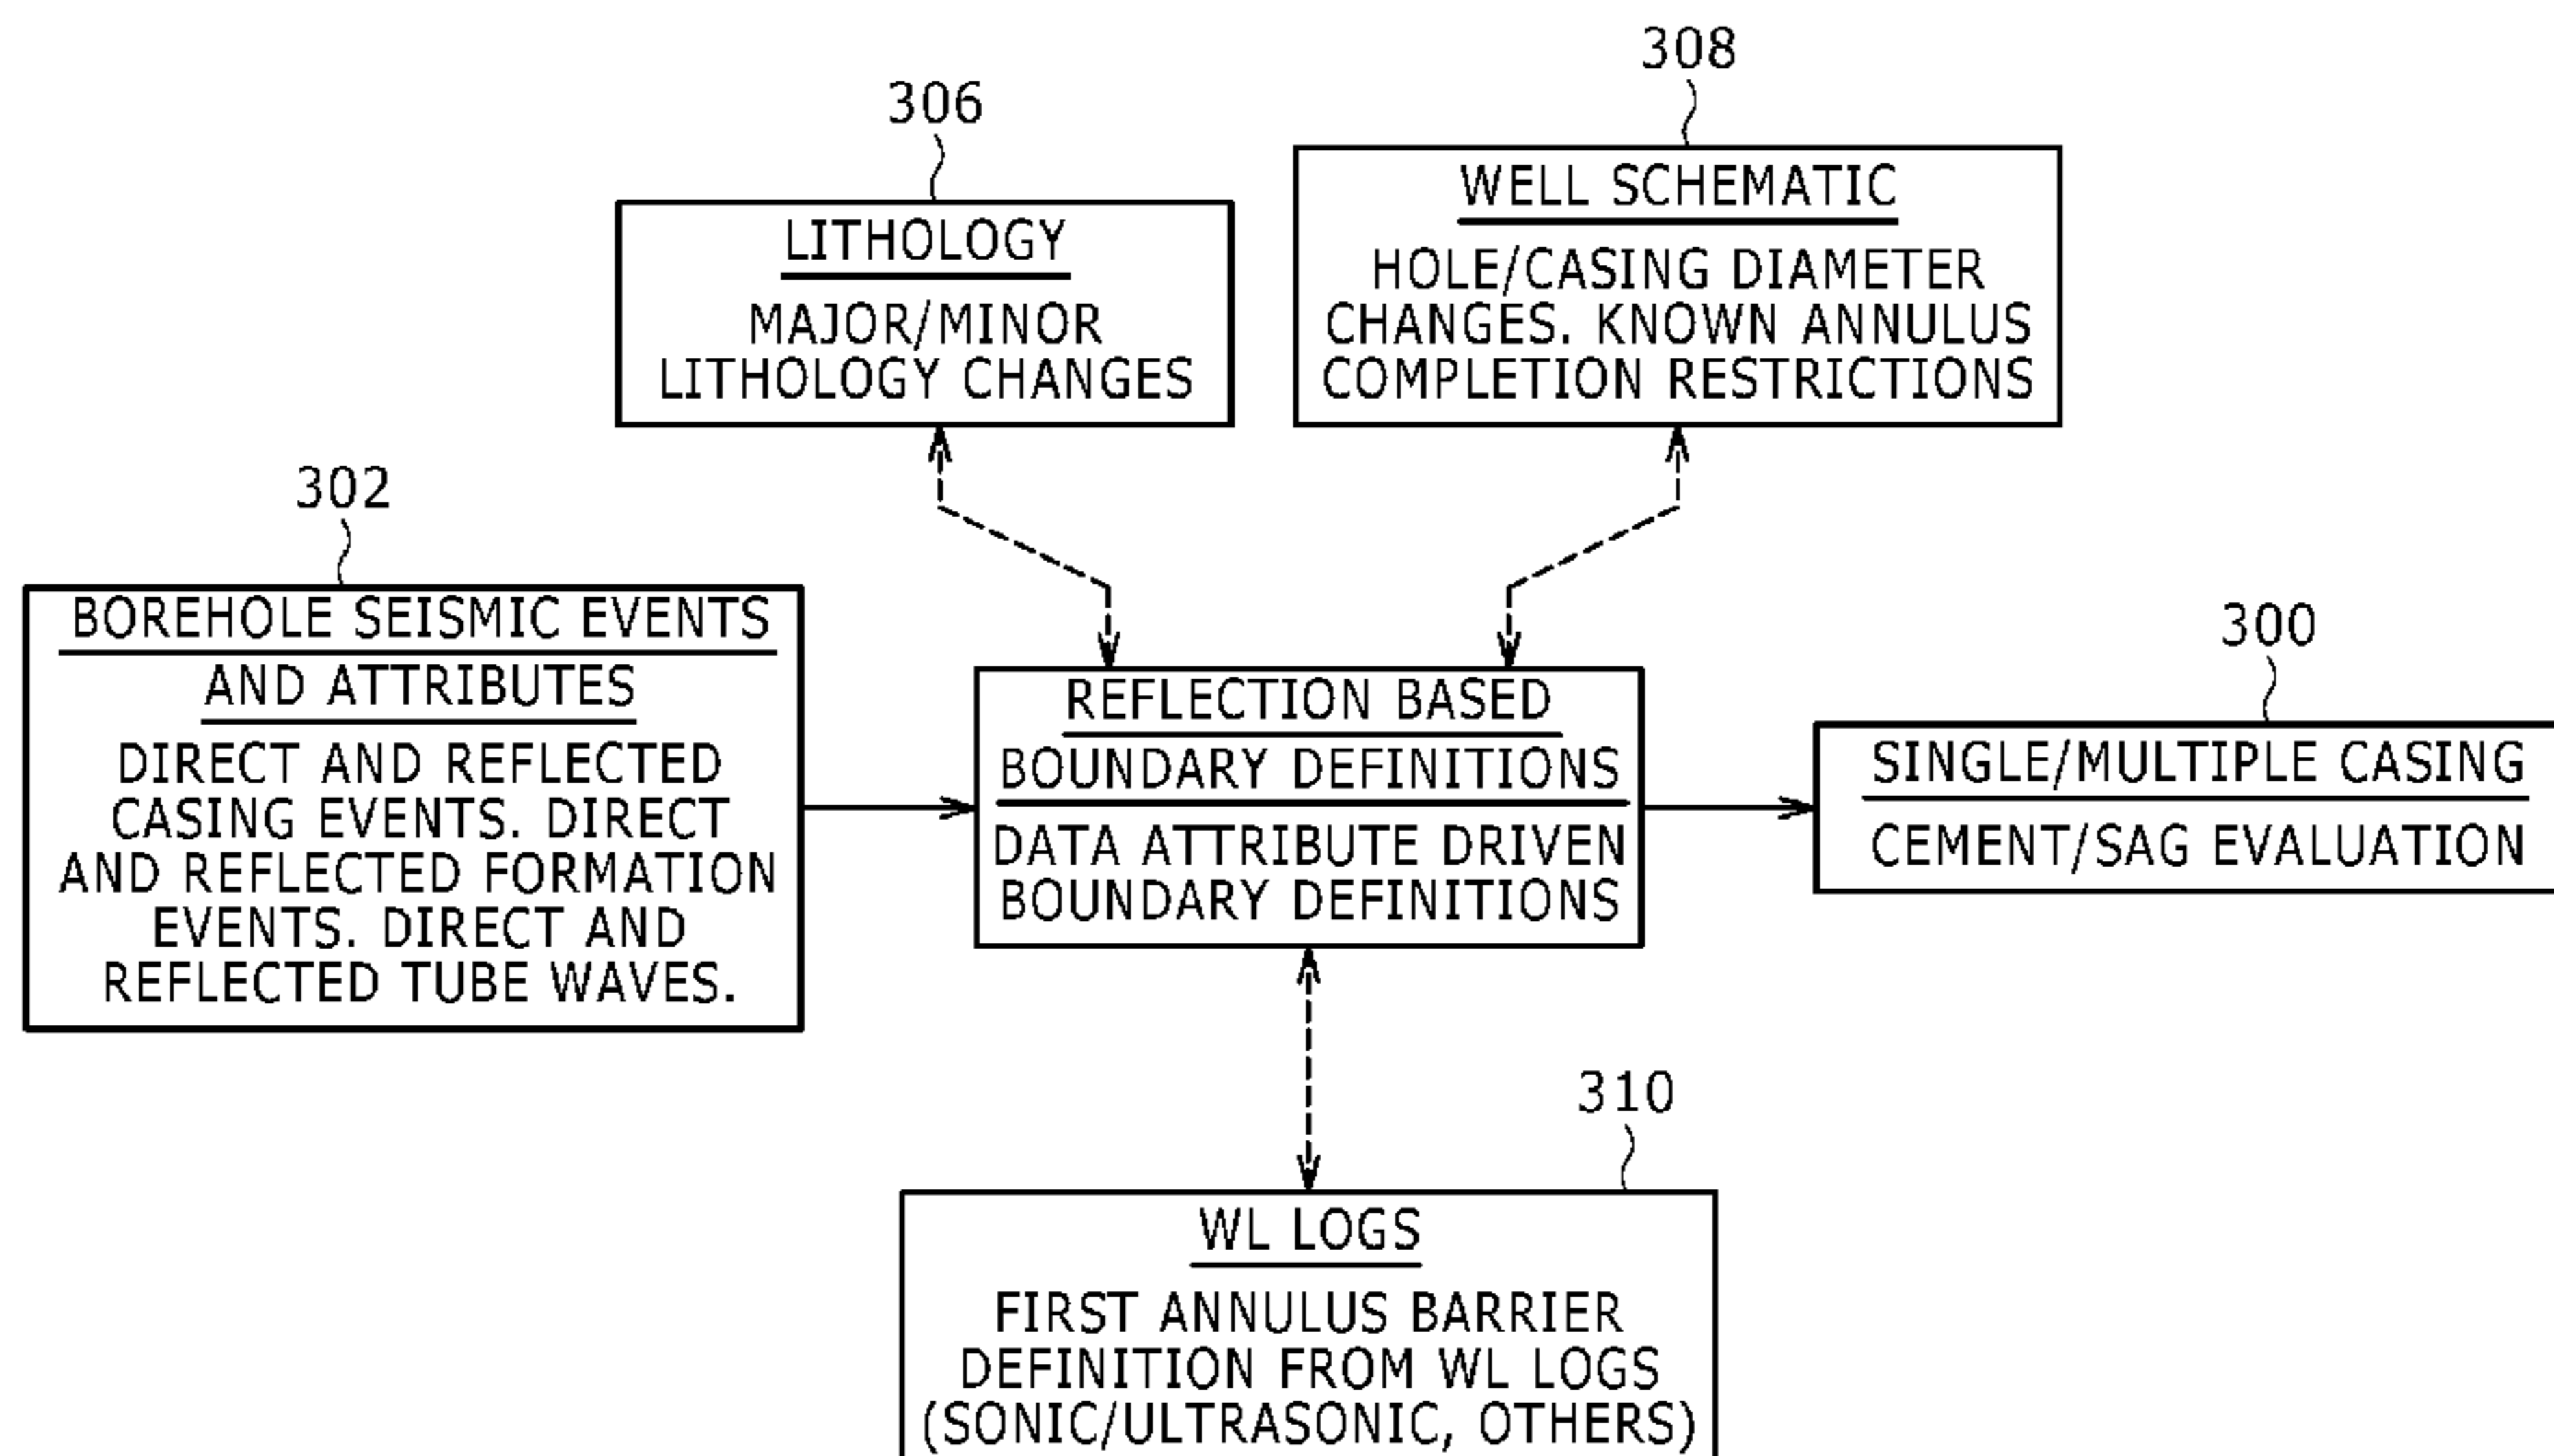 308
306
WELL SCHEMATIC
HOLE/CASING DIAMETER
CHANGES. KNOWN ANNULUS
COMPLETION RESTRICTIONS
LITHOLOGY
MAJOR/MINOR
LITHOLOGY CHANGES
302
BOREHOLE SEISMIC EVENTS
AND ATTRIBUTES
DIRECT AND REFLECTED
CASING EVENTS. DIRECT
AND REFLECTED FORMATION
EVENTS. DIRECT AND
REFLECTED TUBE WAVES.
REFLECTION BASED
BOUNDARY DEFINITIONS
DATA ATTRIBUTE DRIVEN
BOUNDARY DEFINITIONS
300
SINGLE/MULTIPLE CASING
CEMENT/SAG EVALUATION
310
WL LOGS
FIRST ANNULUS BARRIER
DEFINITION FROM WL LOGS
(SONIC/ULTRASONIC, OTHERS)